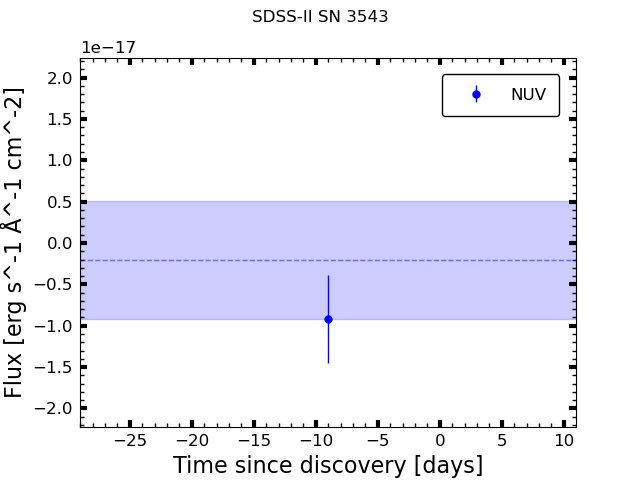 SDSS-II SN 3543
1e−17
NUV
2.0
1.5
1.0
0.5
0.0
−0.5
−1.0
−1.5
−2.0
Flux [erg s^-1 Å^-1 cm^-2]
−25 −20 −15 −10 −5 0 5 10
Time since discovery [days]